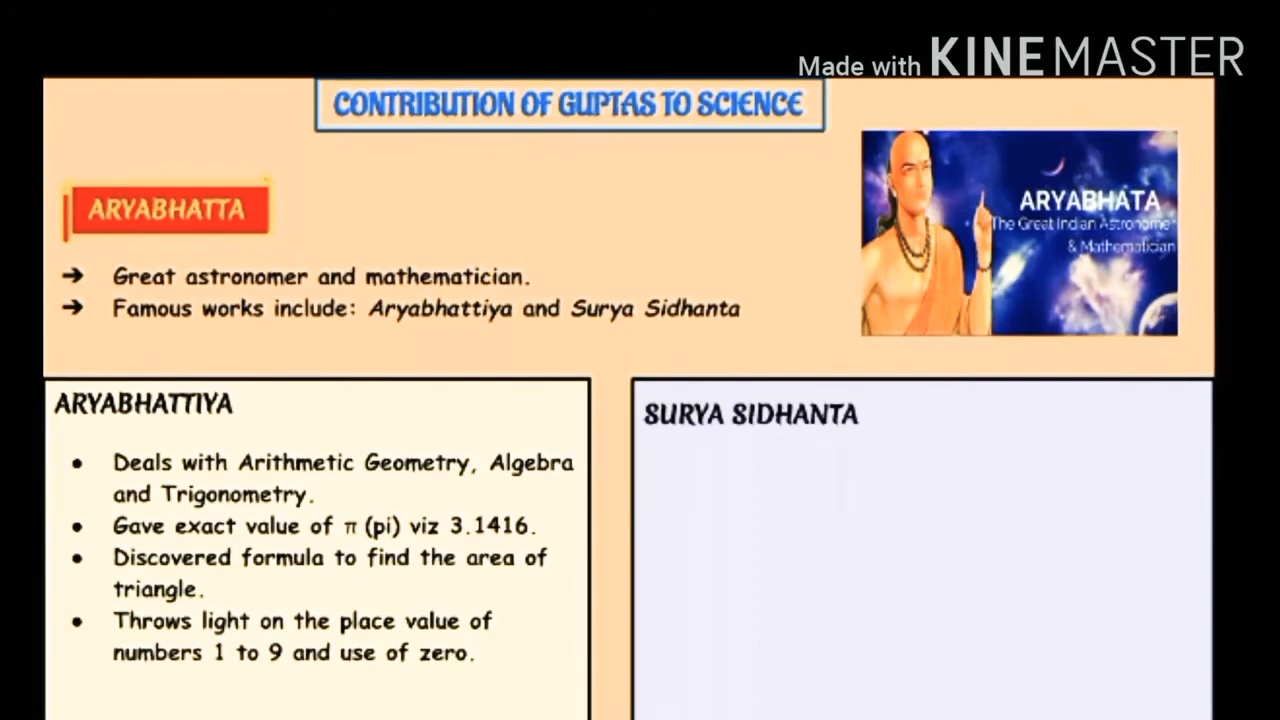 Made with KINEMASTER
CONTRIBUTION OF GUPTAS TO SCIENCE
ARYABHATTA
ARYABHATA
The Great Indian Astronomer
& Mathematician
➔ Great astronomer and mathematician.
➔ Famous works include: Aryabhattiya and Surya Sidhanta
ARYABHATTIYA
• Deals with Arithmetic Geometry, Algebra
and Trigonometry.
• Gave exact value of π (pi) viz 3.1416.
• Discovered formula to find the area of
triangle.
• Throws light on the place value of
numbers 1 to 9 and use of zero.
SURYA SIDHANTA